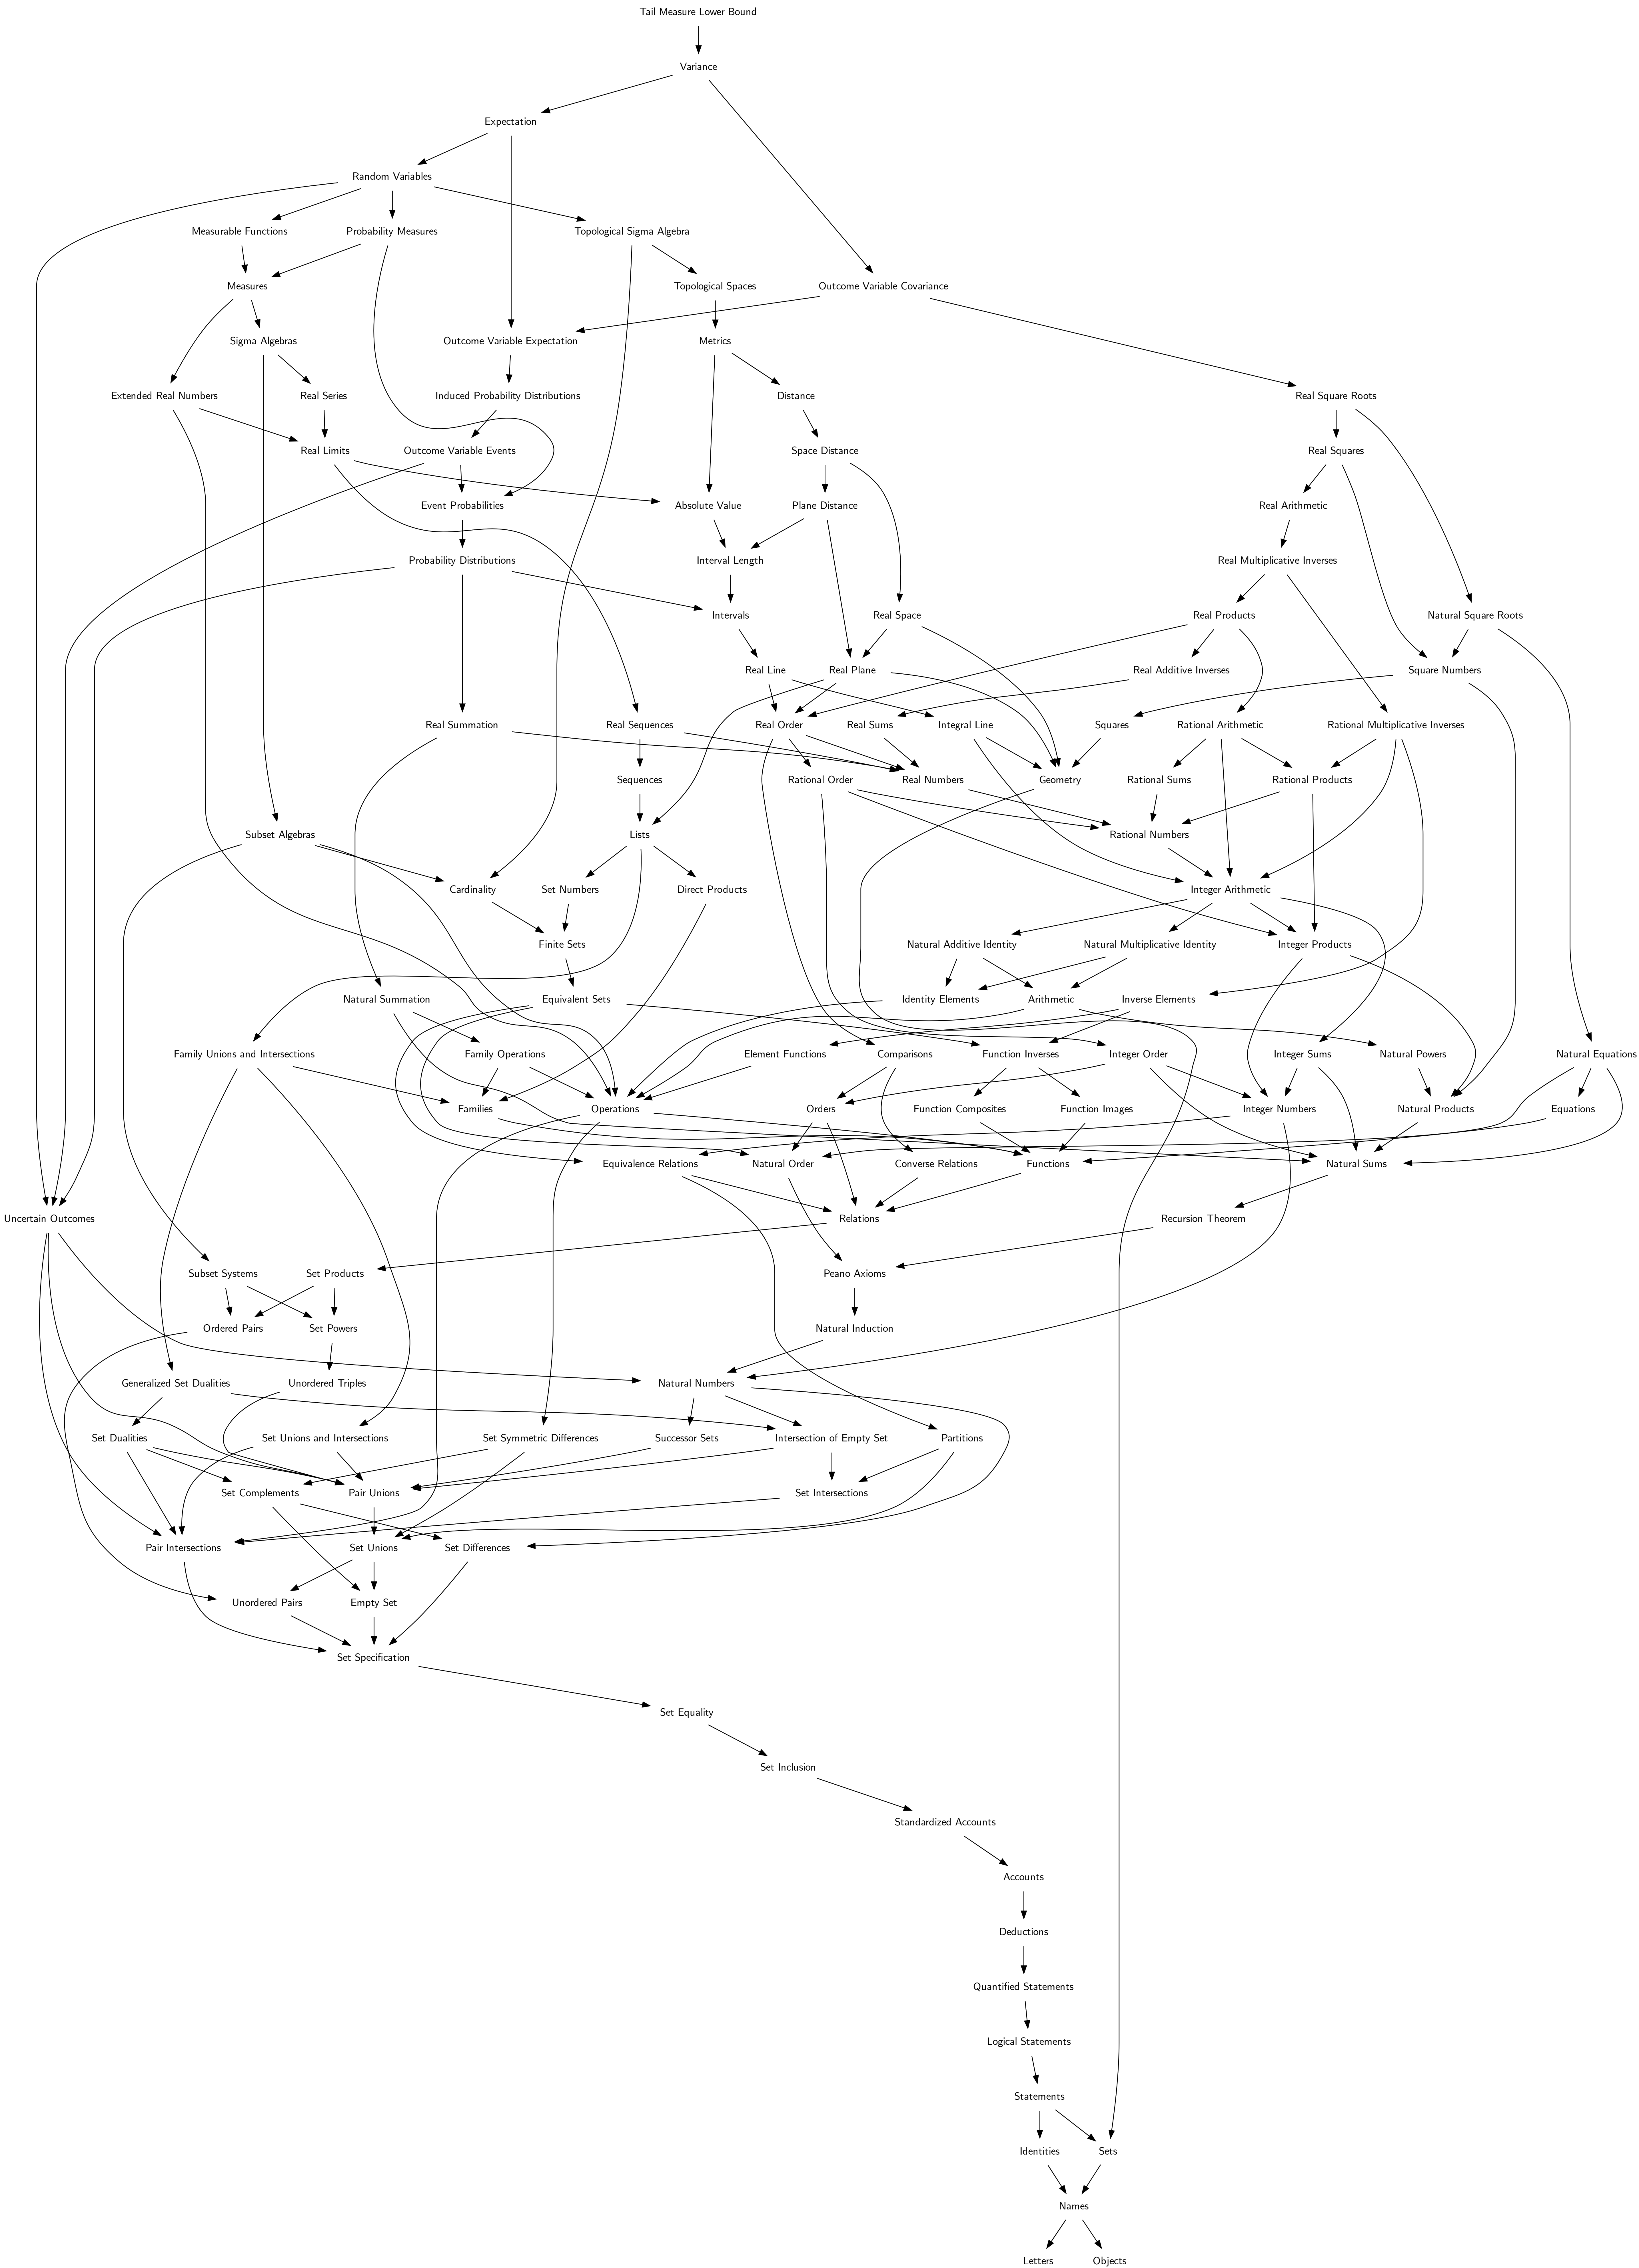 Tail Measure Lower Bound
Variance
Expectation
Random Variables
Measurable Functions
Probability Measures
Topological Sigma Algebra
Measures
Topological Spaces
Outcome Variable Covariance
Sigma Algebras
Outcome Variable Expectation
Metrics
Extended Real Numbers
Real Series
Induced Probability Distributions
Distance
Real Square Roots
Real Limits
Outcome Variable Events
Space Distance
Real Squares
Event Probabilities
Absolute Value
Plane Distance
Real Arithmetic
Probability Distributions
Interval Length
Real Multiplicative Inverses
Intervals
Real Space
Real Products
Natural Square Roots
Real Line
Real Plane
Real Additive Inverses
Square Numbers
Real Summation
Real Sequences
Real Order
Real Sums
Integral Line
Squares
Rational Arithmetic
Rational Multiplicative Inverses
Sequences
Rational Order
Real Numbers
Geometry
Rational Sums
Rational Products
Subset Algebras
Lists
Rational Numbers
Cardinality
Set Numbers
Direct Products
Integer Arithmetic
Finite Sets
Natural Additive Identity
Natural Multiplicative Identity
Integer Products
Natural Summation
Equivalent Sets
Identity Elements
Arithmetic
Inverse Elements
Family Unions and Intersections
Family Operations
Element Functions
Comparisons
Function Inverses
Integer Order
Integer Sums
Natural Powers
Natural Equations
Families
Operations
Orders
Function Composites
Function Images
Integer Numbers
Natural Products
Equations
Equivalence Relations
Natural Order
Converse Relations
Functions
Natural Sums
Uncertain Outcomes
Relations
Recursion Theorem
Subset Systems
Set Products
Peano Axioms
Ordered Pairs
Set Powers
Natural Induction
Generalized Set Dualities
Unordered Triples
Natural Numbers
Set Dualities
Set Unions and Intersections
Set Symmetric Differences
Successor Sets
Intersection of Empty Set
Partitions
Set Complements
Pair Unions
Set Intersections
Pair Intersections
Set Unions
Set Differences
Unordered Pairs
Empty Set
Set Specification
Set Equality
Set Inclusion
Standardized Accounts
Accounts
Deductions
Quantified Statements
Logical Statements
Statements
Identities
Sets
Names
Letters
Objects